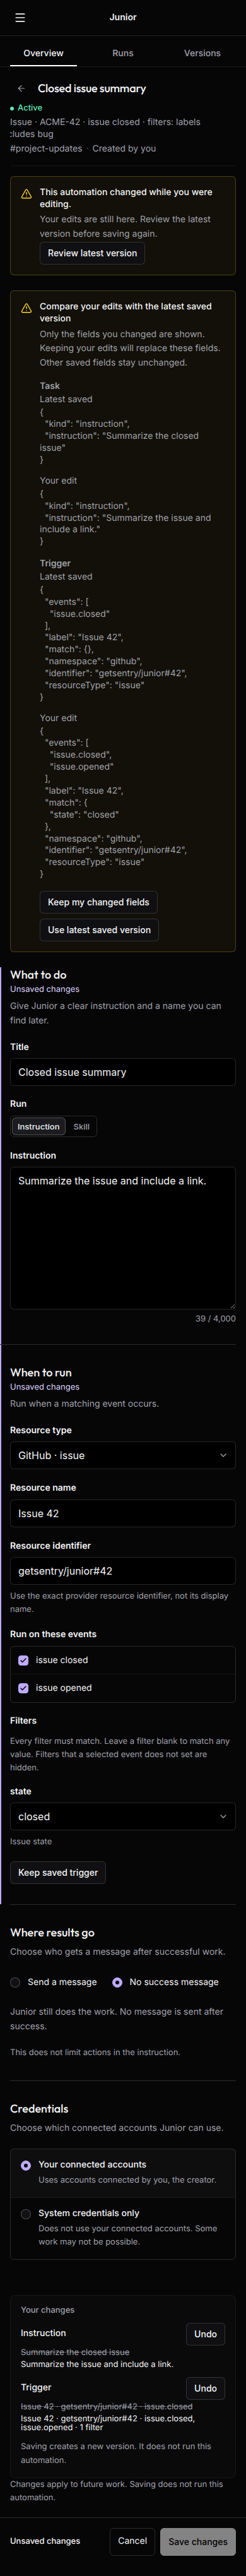 Junior
Overview
Runs
Versions
Closed issue summary
Active
Issue · ACME-42 · issue closed · filters: labels
:ludes bug
#project-updates · Created by you
This automation changed while you were
editing.
Your edits are still here. Review the latest
version before saving again.
Review latest version
Compare your edits with the latest saved
version
Only the fields you changed are shown.
Keeping your edits will replace these fields.
Other saved fields stay unchanged.
Task
Latest saved
{
"kind": "instruction",
"instruction": "Summarize the closed
issue"
}
Your edit
{
"kind": "instruction",
"instruction": "Summarize the issue and
include a link."
}
Trigger
Latest saved
{
"events": [
"issue.closed"
],
"label": "Issue 42",
"match": {},
"namespace": "github",
"identifier": "getsentry/junior#42",
"resourceType": "issue"
}
Your edit
{
"events": [
"issue.closed",
"issue.opened"
],
"label": "Issue 42",
"match": {
"state": "closed"
},
"namespace": "github",
"identifier": "getsentry/junior#42",
"resourceType": "issue"
}
Keep my changed fields
Use latest saved version
What to do
Unsaved changes
Give Junior a clear instruction and a name you can
find later.
Title
Closed issue summary
Run
Instruction
Skill
Instruction
Summarize the issue and include a link.
39 / 4,000
When to run
Unsaved changes
Run when a matching event occurs.
Resource type
GitHub · issue
Resource name
Issue 42
Resource identifier
getsentry/junior#42
Use the exact provider resource identifier, not its display
name.
Run on these events
issue closed
issue opened
Filters
Every filter must match. Leave a filter blank to match any
value. Filters that a selected event does not set are
hidden.
state
closed
Issue state
Keep saved trigger
Where results go
Choose who gets a message after successful work.
Send a message
No success message
Junior still does the work. No message is sent after
success.
This does not limit actions in the instruction.
Credentials
Choose which connected accounts Junior can use.
Your connected accounts
Uses accounts connected by you, the creator.
System credentials only
Does not use your connected accounts. Some
work may not be possible.
Your changes
Instruction
Undo
Summarize the closed issue
Summarize the issue and include a link.
Trigger
Undo
Issue 42 · getsentry/junior#42 · issue.closed
Issue 42 · getsentry/junior#42 · issue.closed,
issue.opened · 1 filter
Saving creates a new version. It does not run this
automation.
Changes apply to future work. Saving does not run this
automation.
Unsaved changes
Cancel
Save changes